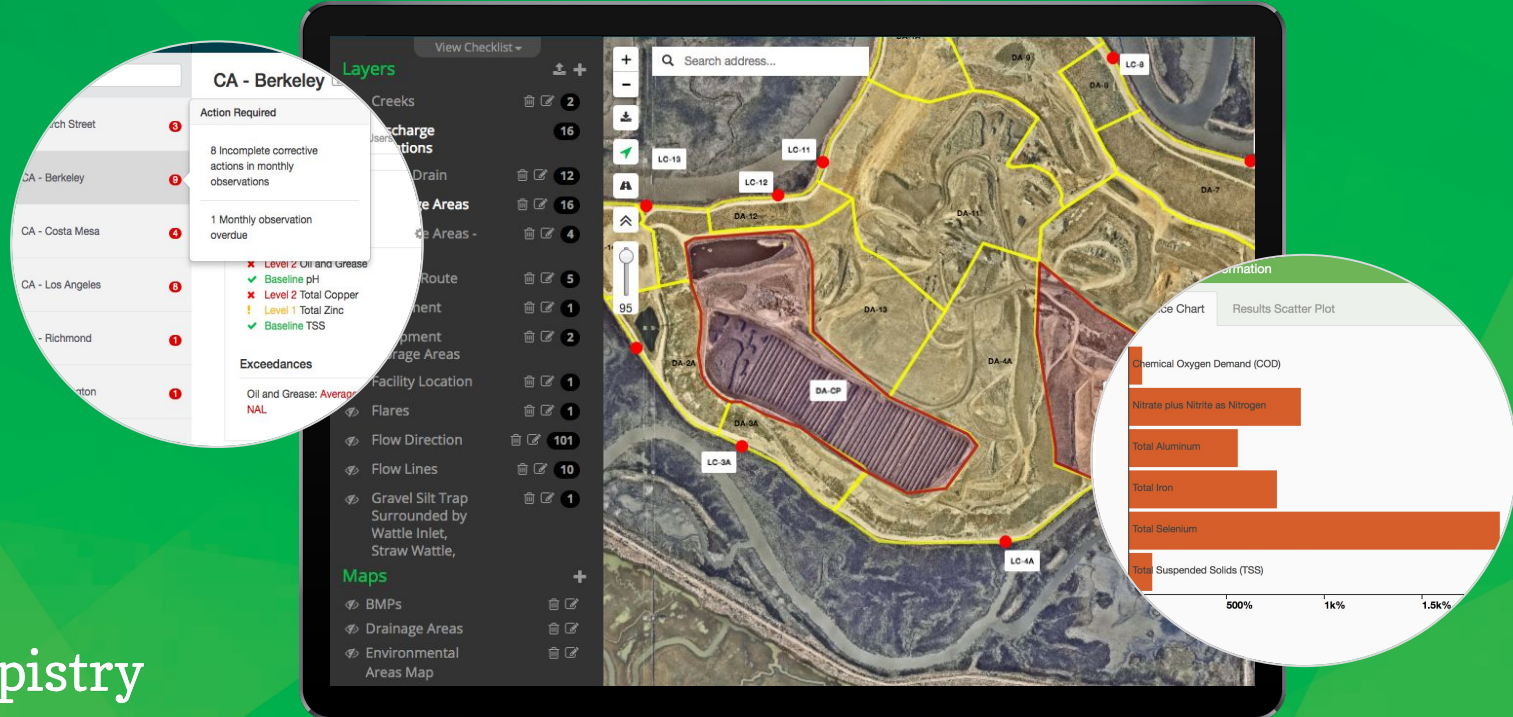 CA - Berkeley
Action Required
8 Incomplete corrective
actions in monthly
observations
1 Monthly observation
overdue
Street
3
CA - Berkeley
9
CA - Costa Mesa
4
CA - Los Angeles
8
- Richmond
1
1
Level 2 Oil and Grease
Baseline pH
Level 2 Total Copper
Level 1 Total Zinc
Baseline TSS
Exceedances
Oil and Grease: Average
NAL
View Checklist
Layers
Creeks
2
16
Drain
12
Areas
16
Areas -
4
Route
5
1
Areas
2
Facility Location
1
Flares
1
Flow Direction
101
Flow Lines
10
Gravel Silt Trap
1
Surrounded by
Wattle Inlet,
Straw Wattle,
Maps
BMPs
Drainage Areas
Environmental
Areas Map
+
-
Search address...
95
DA-9
LC-9
DA-8
LC-11
LC-13
LC-12
DA-7
DA-12
DA-11
DA-13
DA-2A
DA-4A
DA-CP
DA-3A
LC-3A
LC-4A
Chart
Results Scatter Plot
Chemical Oxygen Demand (COD)
Nitrate plus Nitrite as Nitrogen
Total Aluminum
Total Iron
Total Selenium
Total Suspended Solids (TSS)
500%
1k%
1.5k%
pistry